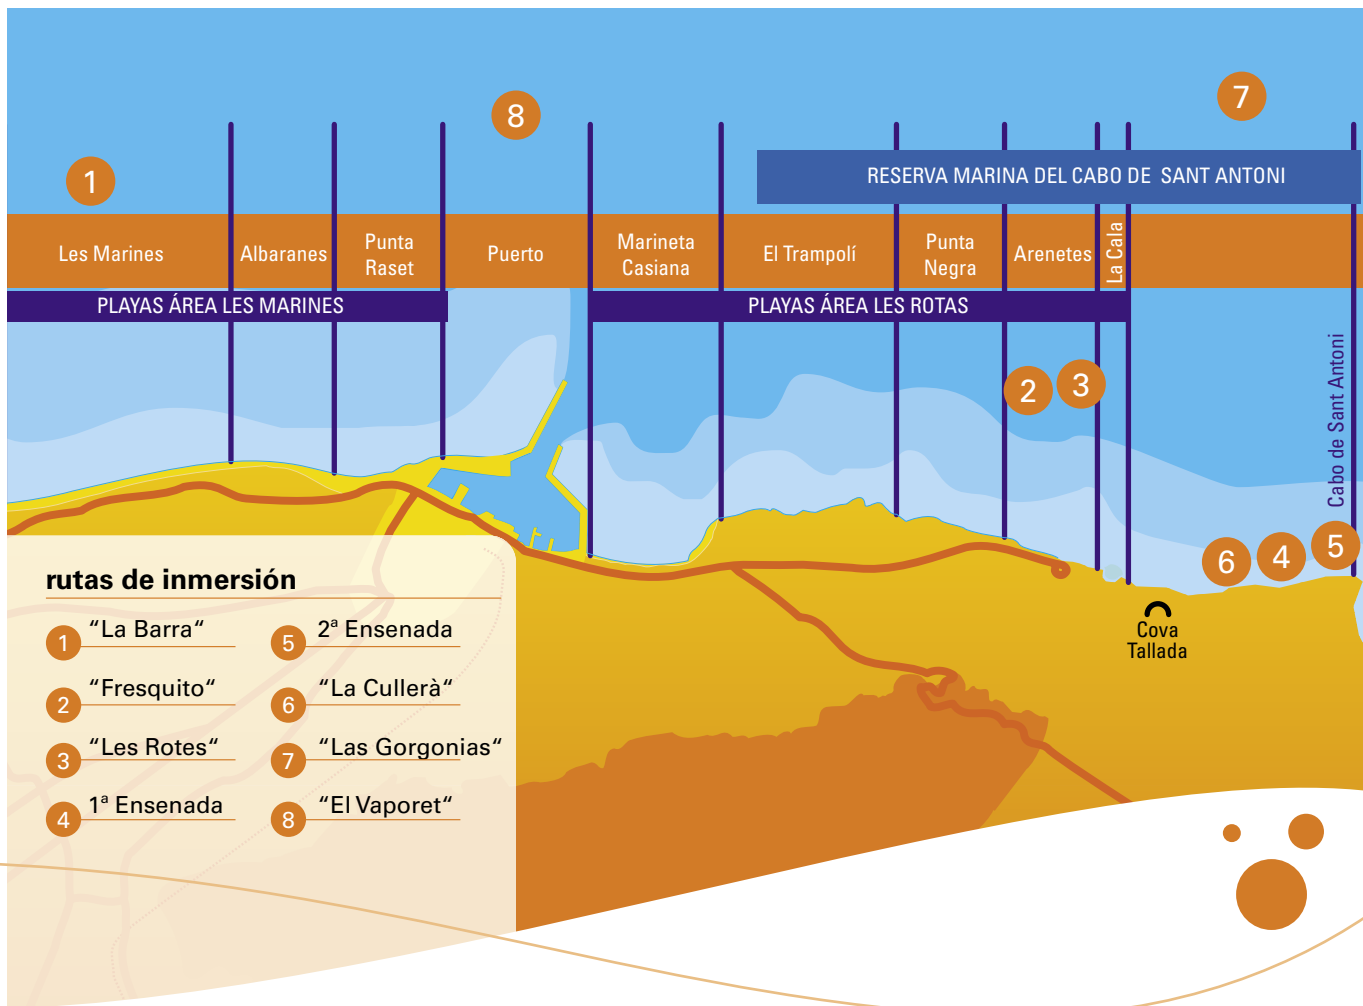 8
7
1
RESERVA MARINA DEL CABO DE SANT ANTONI
Les Marines
Albaranes
Punta
Raset
Puerto
Marineta
Casiana
El Trampolí
Punta
Negra
Arenetes
La Cala
PLAYAS ÁREA LES MARINES
PLAYAS ÁREA LES ROTAS
2
3
Cabo de Sant Antoni
6
4
5
Cova
Tallada
rutas de inmersión
1 “La Barra“
2 “Fresquito“
3 “Les Rotes“
4 1ª Ensenada
5 2ª Ensenada
6 “La Cullerà“
7 “Las Gorgonias“
8 “El Vaporet“